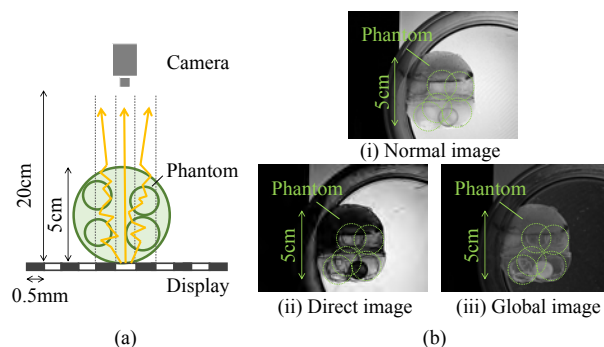 Camera
Phantom
20cm
5cm
0.5mm
Display
(a)
Phantom
5cm
(i) Normal image
Phantom
5cm
(ii) Direct image
Phantom
5cm
(iii) Global image
(b)